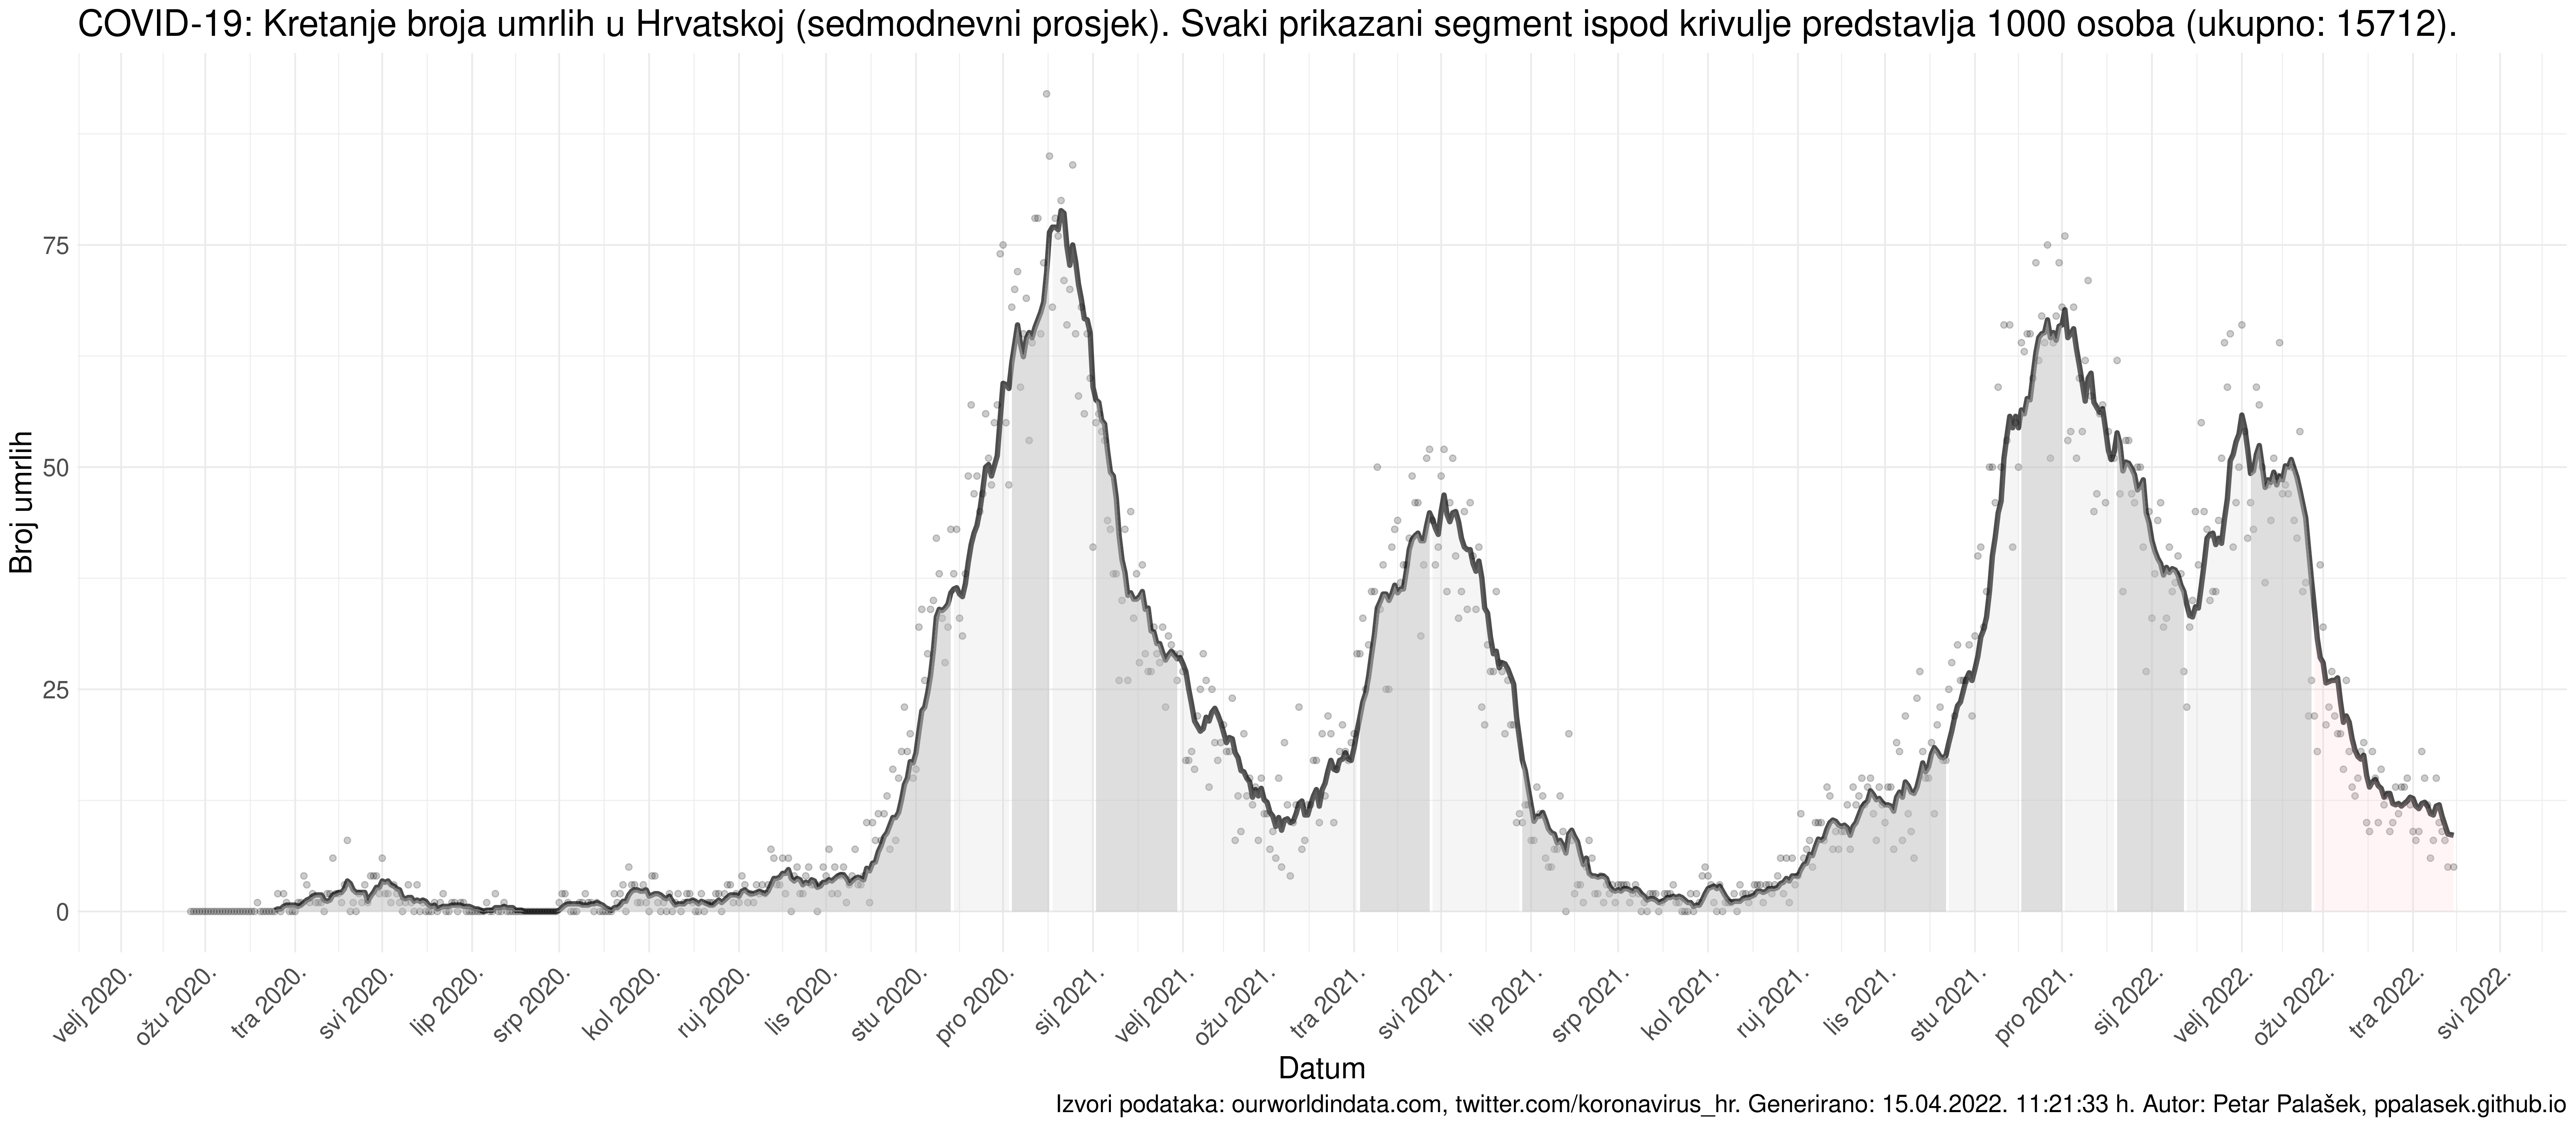 COVID-19: Kretanje broja umrlih u Hrvatskoj (sedmodnevni prosjek). Svaki prikazani segment ispod krivulje predstavlja 1000 osoba (ukupno: 15712).
75
50
25
0
Broj umrlih
velj 2020.
ožu 2020.
tra 2020.
svi 2020.
lip 2020.
srp 2020.
kol 2020.
ruj 2020.
lis 2020.
stu 2020.
pro 2020.
sij 2021.
velj 2021.
ožu 2021.
tra 2021.
svi 2021.
lip 2021.
srp 2021.
kol 2021.
ruj 2021.
lis 2021.
stu 2021.
pro 2021.
sij 2022.
velj 2022.
ožu 2022.
tra 2022.
svi 2022.
Datum
Izvori podataka: ourworldindata.com, twitter.com/koronavirus_hr. Generirano: 15.04.2022. 11:21:33 h. Autor: Petar Palašek, ppalasek.github.io